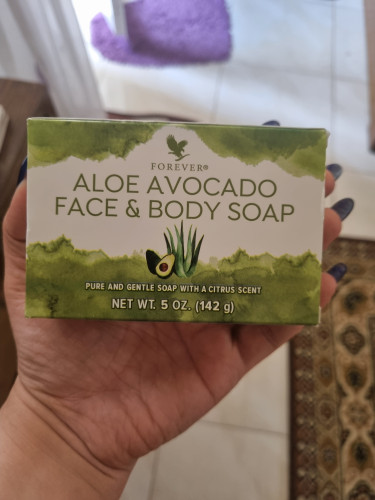 FOREVER®
ALOE AVOCADO
FACE & BODY SOAP
PURE AND GENTLE SOAP WITH A CITRUS SCENT
NET WT. 5 OZ. (142 g)